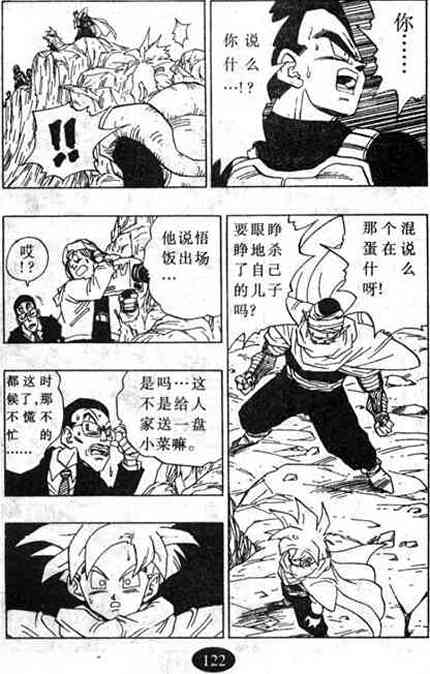 你……
你说
什么
…!?
!!
那个混
蛋在说
什么
呀!
要眼睁
睁地杀
了自己
的儿子
吗?
他说悟
饭出场
…
哎
!?
是吗…这
不是给人
家送一盘
小菜嘛。
都这时
候了,那
不慌不
忙的
……
122